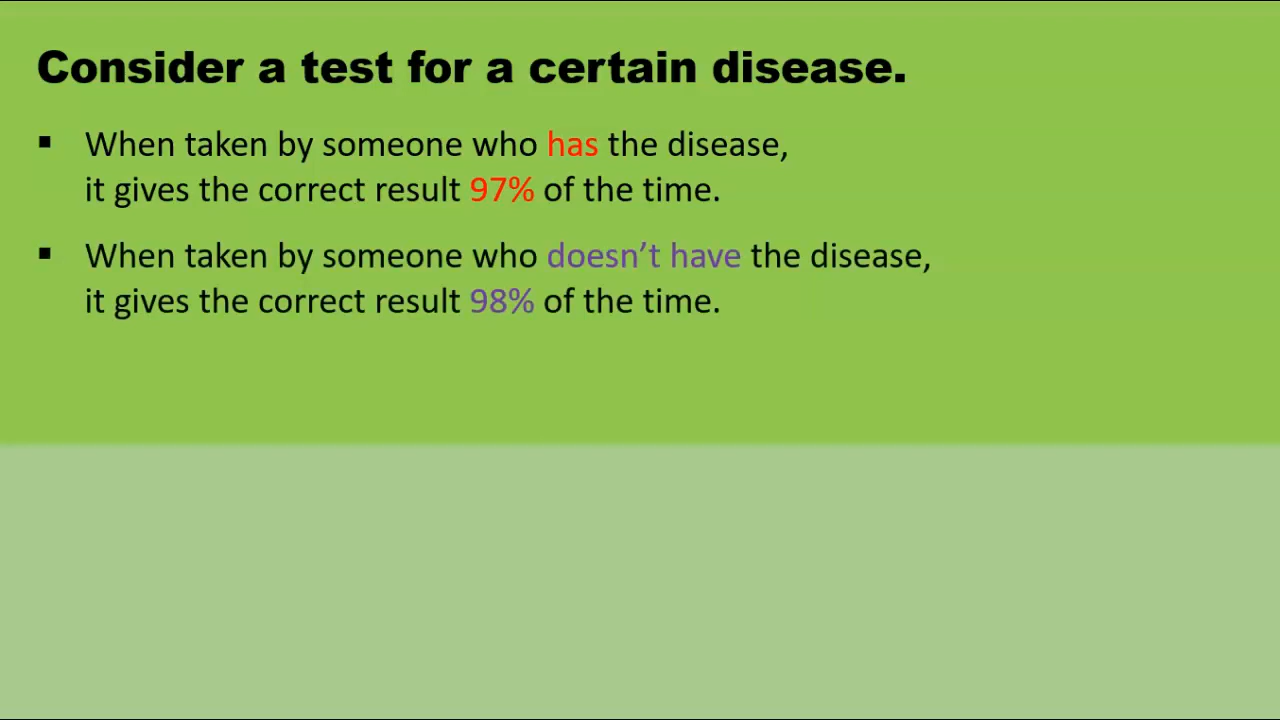 Consider a test for a certain disease.
▪ When taken by someone who has the disease,
it gives the correct result 97% of the time.
▪ When taken by someone who doesn’t have the disease,
it gives the correct result 98% of the time.